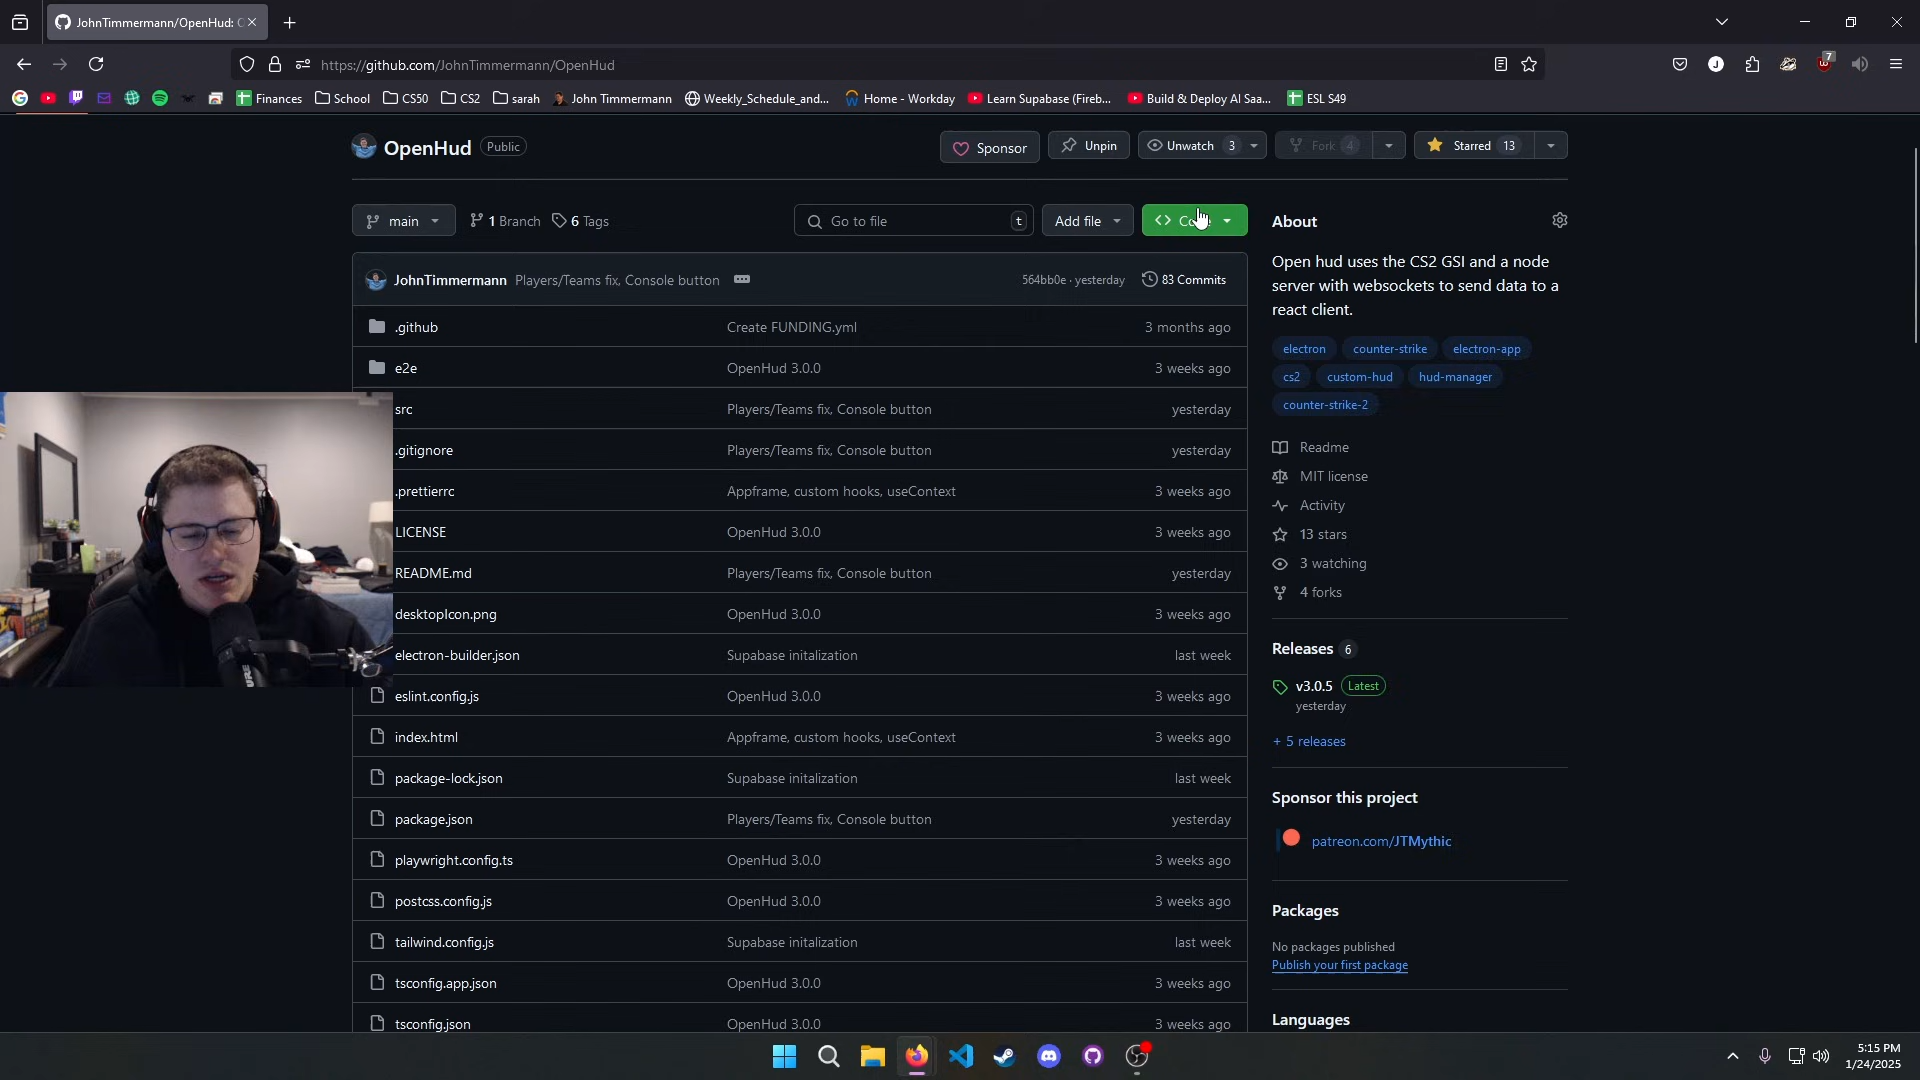 JohnTimmermann/OpenHud: C
https://github.com/JohnTimmermann/OpenHud
7
Finances
School
CS50
CS2
sarah
John Timmermann
Weekly_Schedule_and...
Home - Workday
Learn Supabase (Fireb...
Build & Deploy AI Saa...
ESL S49
OpenHud Public
Sponsor
Unpin
Unwatch 3
Fork 4
Starred 13
main
1 Branch
6 Tags
Go to file t
Add file
About
JohnTimmermann Players/Teams fix, Console button
564bb0e · yesterday
83 Commits
.github Create FUNDING.yml 3 months ago
e2e OpenHud 3.0.0 3 weeks ago
src Players/Teams fix, Console button yesterday
.gitignore Players/Teams fix, Console button yesterday
.prettierrc Appframe, custom hooks, useContext 3 weeks ago
LICENSE OpenHud 3.0.0 3 weeks ago
README.md Players/Teams fix, Console button yesterday
desktopIcon.png OpenHud 3.0.0 3 weeks ago
electron-builder.json Supabase initalization last week
eslint.config.js OpenHud 3.0.0 3 weeks ago
index.html Appframe, custom hooks, useContext 3 weeks ago
package-lock.json Supabase initalization last week
package.json Players/Teams fix, Console button yesterday
playwright.config.ts OpenHud 3.0.0 3 weeks ago
postcss.config.js OpenHud 3.0.0 3 weeks ago
tailwind.config.js Supabase initalization last week
tsconfig.app.json OpenHud 3.0.0 3 weeks ago
tsconfig.json OpenHud 3.0.0 3 weeks ago
Open hud uses the CS2 GSI and a node
server with websockets to send data to a
react client.
electron counter-strike electron-app
cs2 custom-hud hud-manager
counter-strike-2
Readme
MIT license
Activity
13 stars
3 watching
4 forks
Releases 6
v3.0.5 Latest
yesterday
+ 5 releases
Sponsor this project
patreon.com/JTMythic
Packages
No packages published
Publish your first package
Languages
5:15 PM
1/24/2025